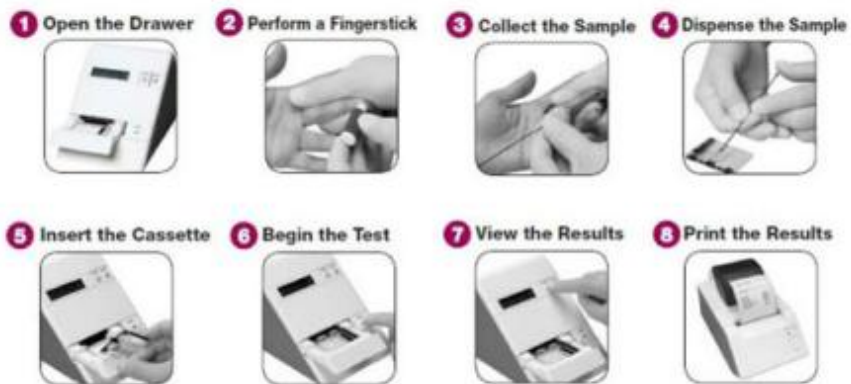 1 Open the Drawer
2 Perform a Fingerstick
3 Collect the Sample
4 Dispense the Sample
5 Insert the Cassette
6 Begin the Test
7 View the Results
8 Print the Results